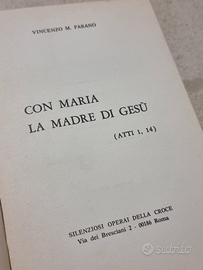 VINCENZO M. FARANO
CON MARIA
LA MADRE DI GESÙ
(ATTI 1, 14)
SILENZIOSI OPERAI DELLA CROCE
Via dei Bresciani 2 - 00186 Roma
subito